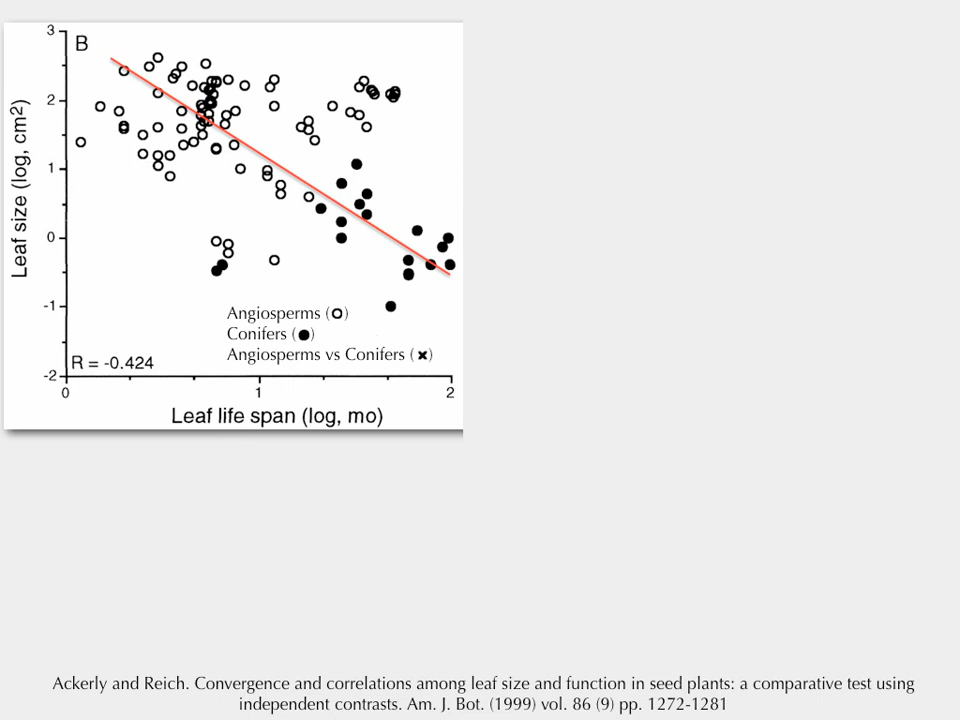 3
B
2
1
0
-1
-2
Leaf size (log, cm2)
Angiosperms (○)
Conifers (●)
Angiosperms vs Conifers (✖)
R = -0.424
0
1
2
Leaf life span (log, mo)
Ackerly and Reich. Convergence and correlations among leaf size and function in seed plants: a comparative test using
independent contrasts. Am. J. Bot. (1999) vol. 86 (9) pp. 1272-1281